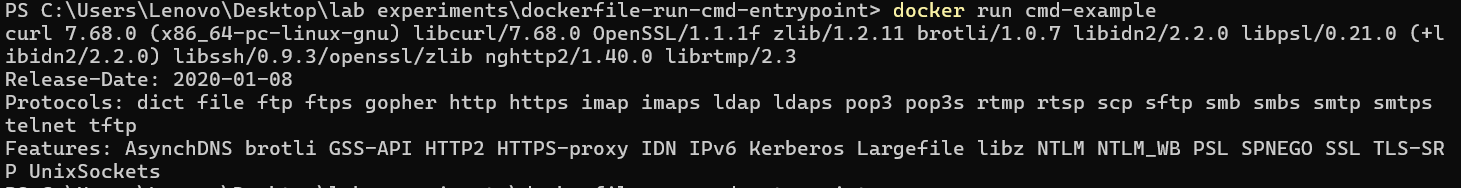 PS C:\Users\Lenovo\Desktop\lab experiments\dockerfile-run-cmd-entrypoint> docker run cmd-example
curl 7.68.0 (x86_64-pc-linux-gnu) libcurl/7.68.0 OpenSSL/1.1.1f zlib/1.2.11 brotli/1.0.7 libidn2/2.2.0 libpsl/0.21.0 (+l
ibidn2/2.2.0) libssh/0.9.3/openssl/zlib nghttp2/1.40.0 librtmp/2.3
Release-Date: 2020-01-08
Protocols: dict file ftp ftps gopher http https imap imaps ldap ldaps pop3 pop3s rtmp rtsp scp sftp smb smbs smtp smtps
telnet tftp
Features: AsynchDNS brotli GSS-API HTTP2 HTTPS-proxy IDN IPv6 Kerberos Largefile libz NTLM NTLM_WB PSL SPNEGO SSL TLS-SR
P UnixSockets